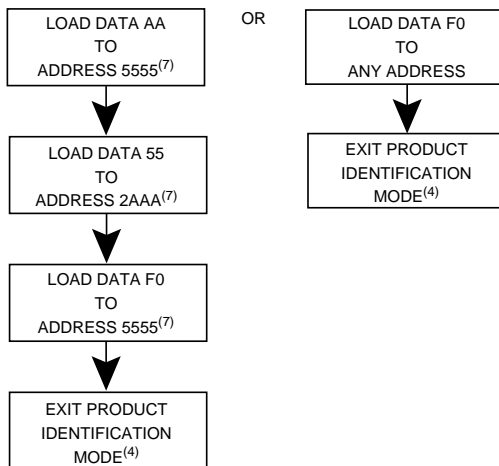 LOAD DATA AA
TO
ADDRESS 5555(7)
LOAD DATA 55
TO
ADDRESS 2AAA(7)
LOAD DATA F0
TO
ADDRESS 5555(7)
EXIT PRODUCT
IDENTIFICATION
MODE(4)
OR
LOAD DATA F0
TO
ANY ADDRESS
EXIT PRODUCT
IDENTIFICATION
MODE(4)